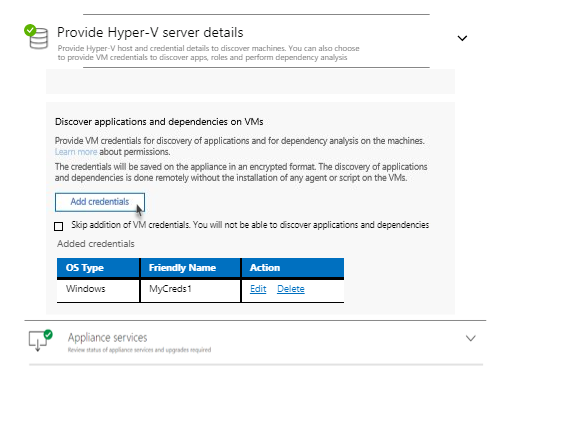 Provide Hyper-V server details
Provide Hyper-V host and credential details to discover machines. You can also choose
to provide VM credentials to discover apps, roles and perform dependency analysis
Discover applications and dependencies on VMs
Provide VM credentials for discovery of applications and for dependency analysis on the machines.
Learn more about permissions.
The credentials will be saved on the appliance in an encrypted format. The discovery of applications
and dependencies is done remotely without the installation of any agent or script on the VMs.
Add credentials
Skip addition of VM credentials. You will not be able to discover applications and dependencies
Added credentials
OS Type Friendly Name Action
Windows MyCreds1 Edit Delete
Appliance services
Review status of appliance services and upgrades required